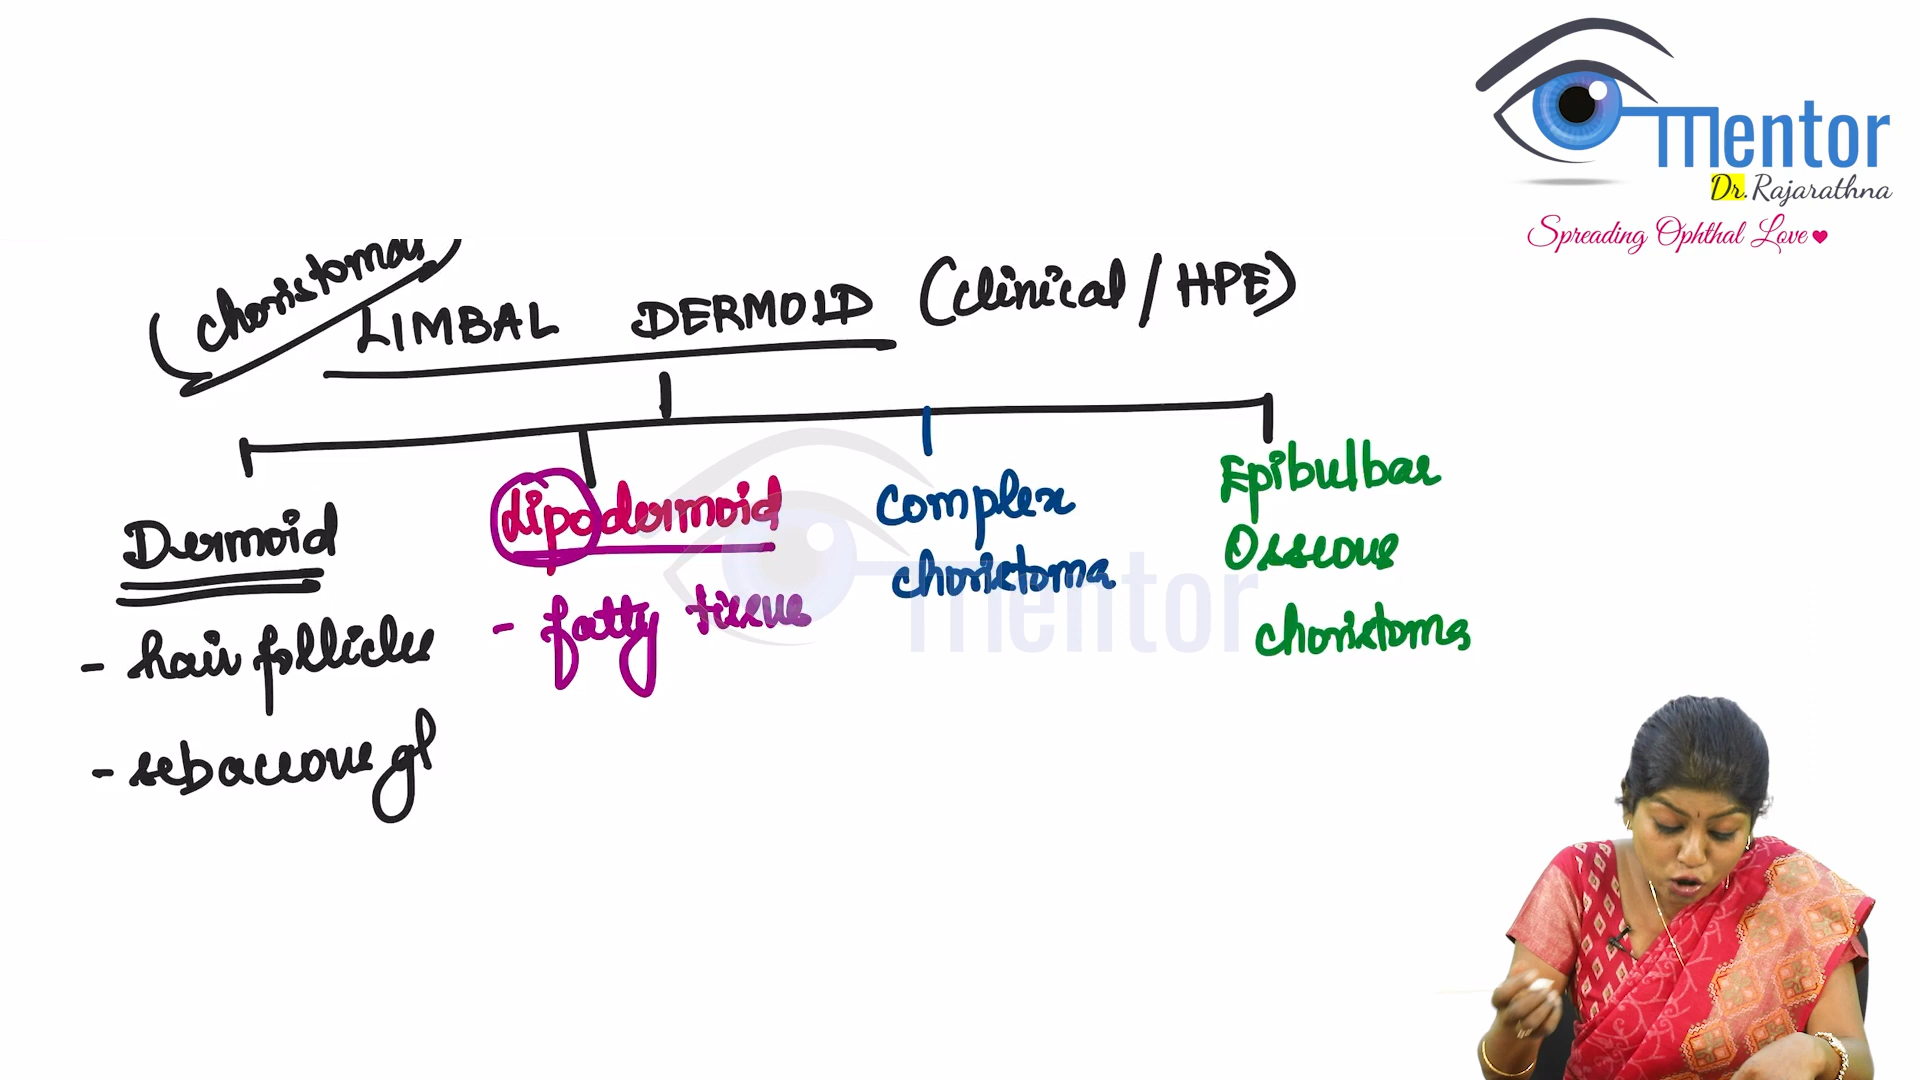 mentor
Dr. Rajarathna
Spreading Ophthal Love
(choristomas)
LIMBAL DERMOID (clinical / HPE)
Dermoid
- hair follicles
- sebaceous gl
Lipodermoid
- fatty tissue
complex
choristoma
Epibulbar
Osseous
choristoma
mentor